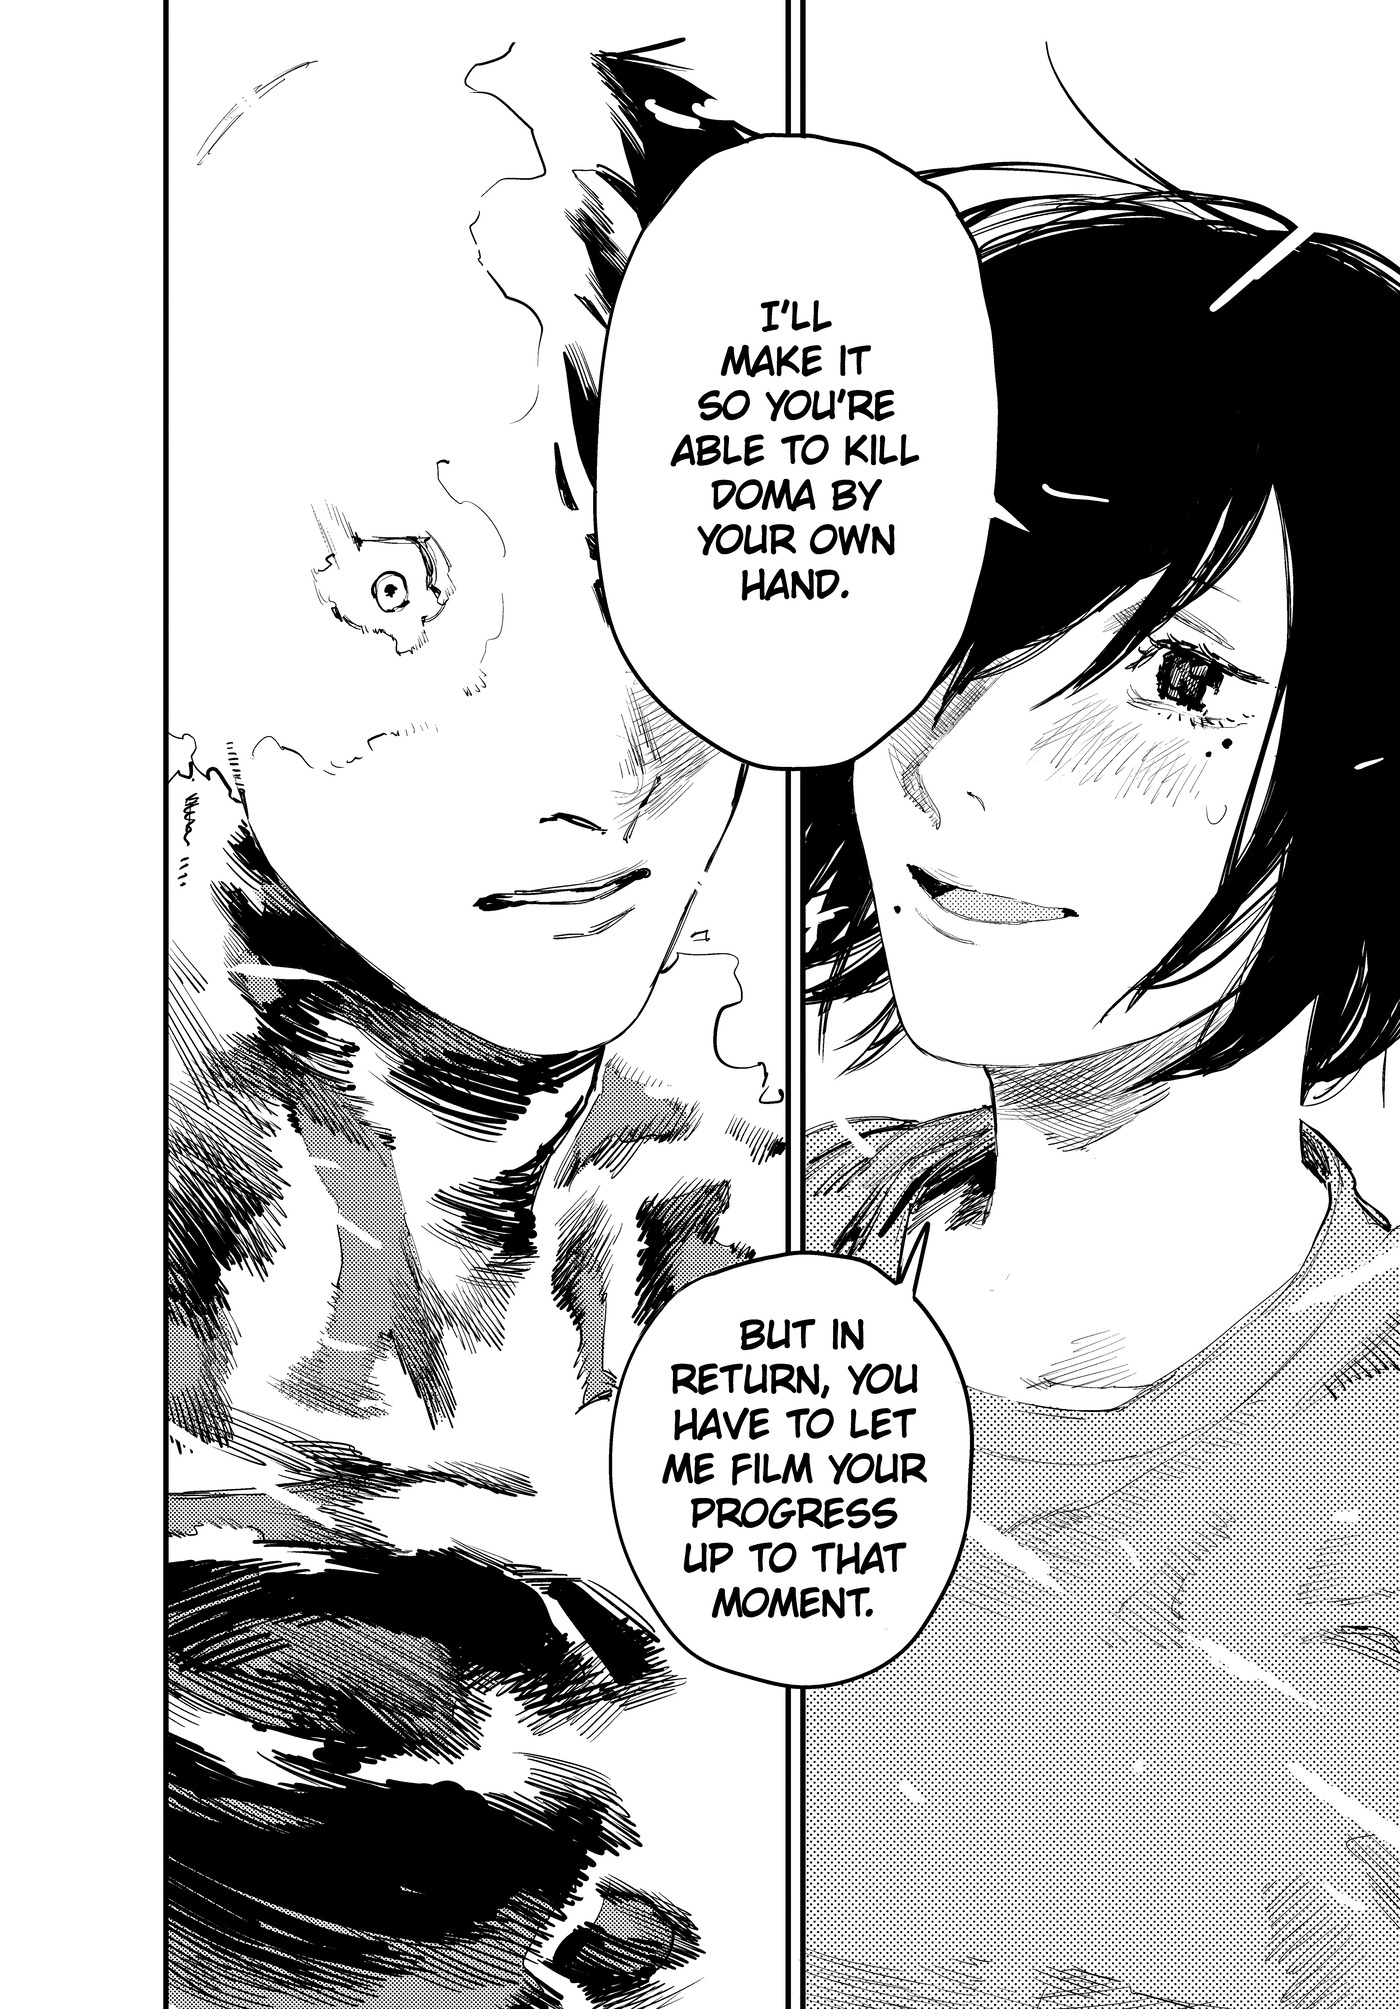 I'LL
MAKE IT
SO YOU'RE
ABLE TO KILL
DOMA BY
YOUR OWN
HAND.
BUT IN
RETURN, YOU
HAVE TO LET
ME FILM YOUR
PROGRESS
UP TO THAT
MOMENT.